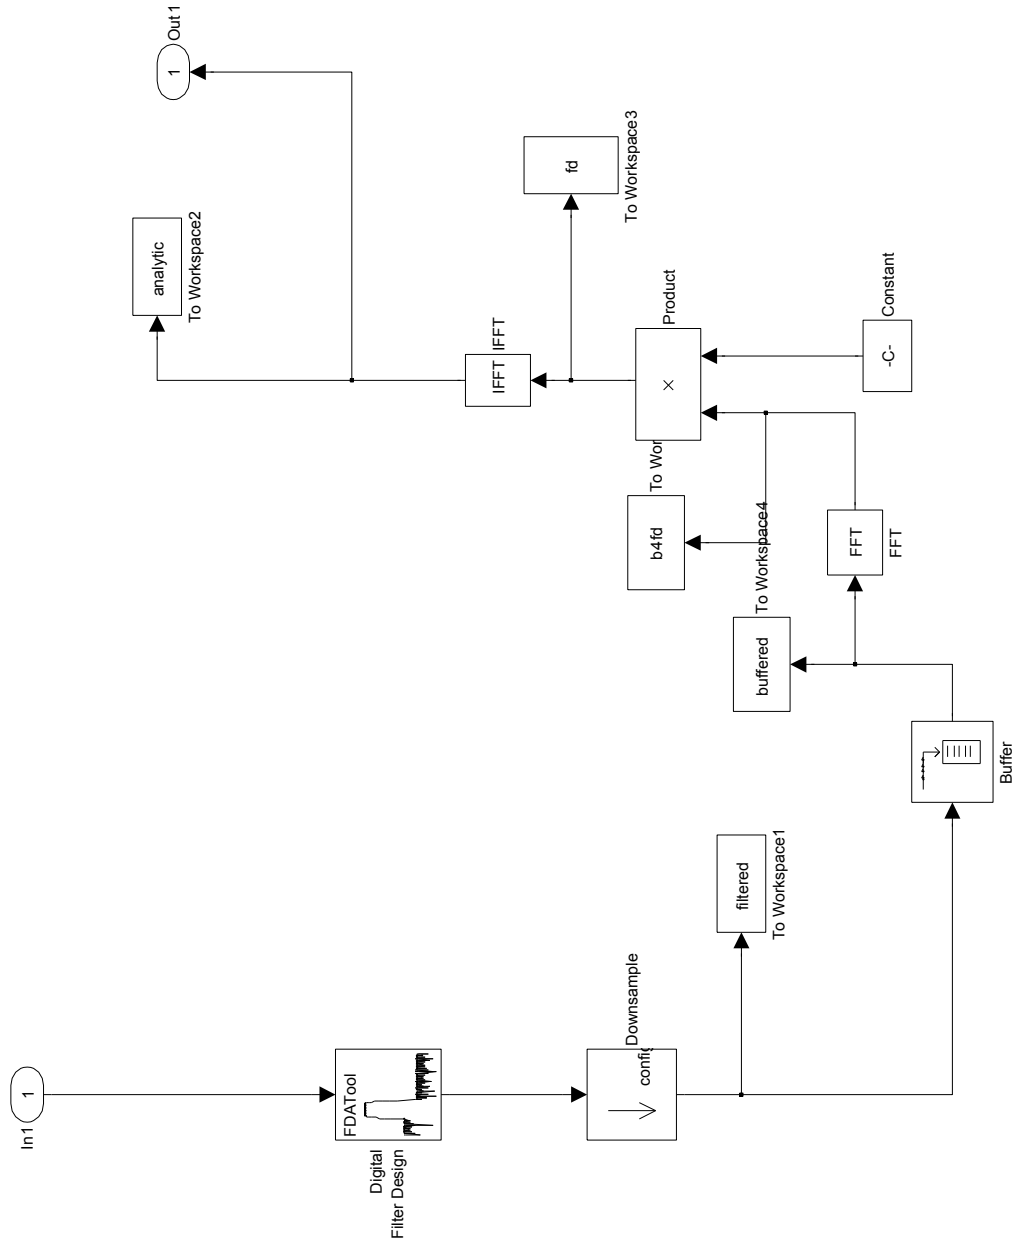 1
In1
FDATool
Digital
Filter Design
config
Downsample
filtered
To Workspace1
Buffer
buffered
To Workspace4
FFT
FFT
b4fd
To Wor
-C-
Constant
×
Product
fd
To Workspace3
IFFT
IFFT
analytic
To Workspace2
1
Out1